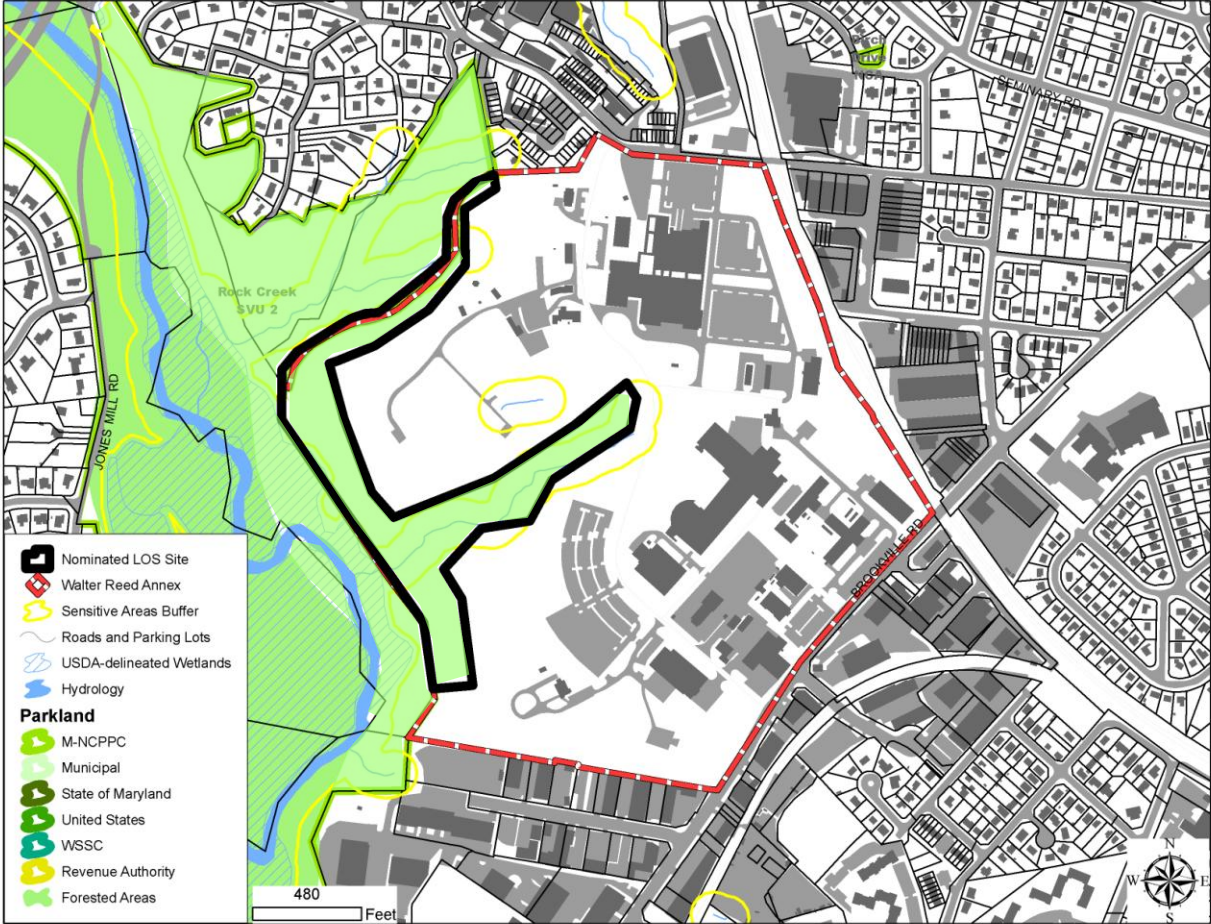 SEMINARY RD
Rock Creek
SVU 2
JONES MILL RD
BROOKVILLE RD
Nominated LOS Site
Walter Reed Annex
Sensitive Areas Buffer
Roads and Parking Lots
USDA-delineated Wetlands
Hydrology
Parkland
M-NCPPC
Municipal
State of Maryland
United States
WSSC
Revenue Authority
Forested Areas
480
Feet
N
W E
S